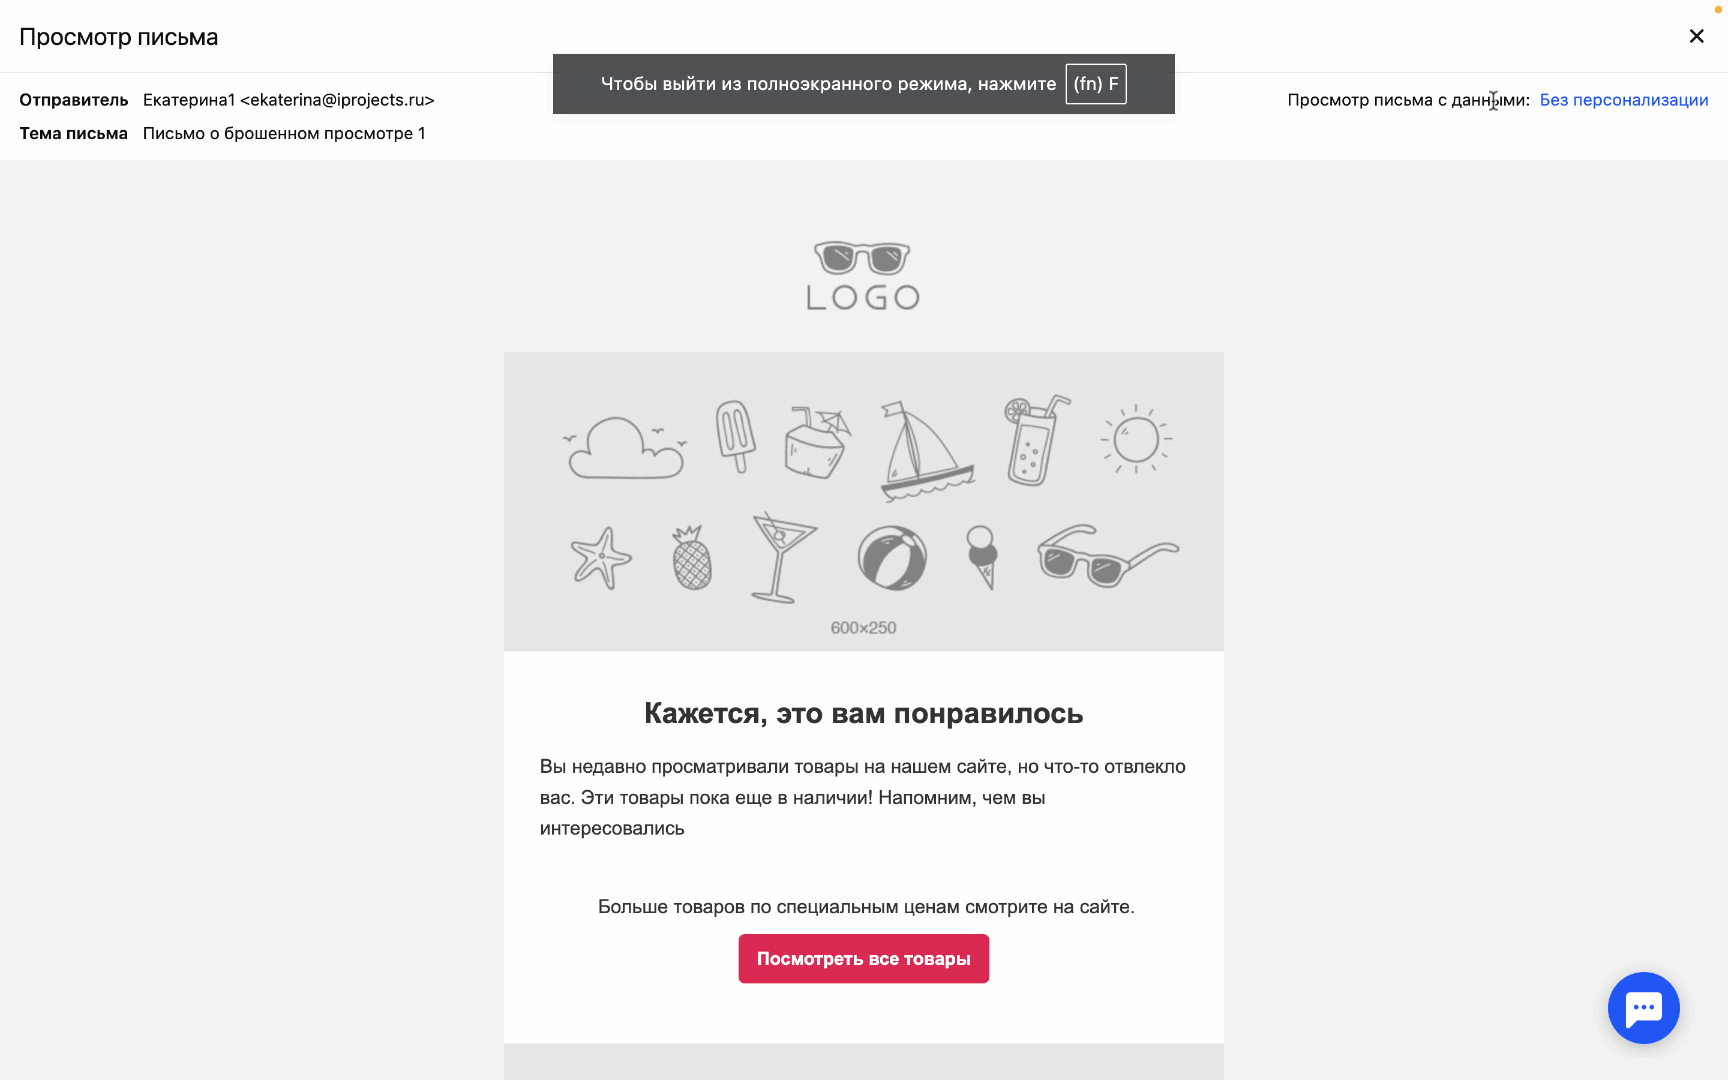 Просмотр письма
Чтобы выйти из полноэкранного режима, нажмите (fn) F
Отправитель Екатерина1 <ekaterina@iprojects.ru>
Просмотр письма с данными: Без персонализации
Тема письма Письмо о брошенном просмотре 1
LOGO
600×250
Кажется, это вам понравилось
Вы недавно просматривали товары на нашем сайте, но что-то отвлекло
вас. Эти товары пока еще в наличии! Напомним, чем вы
интересовались
Больше товаров по специальным ценам смотрите на сайте.
Посмотреть все товары